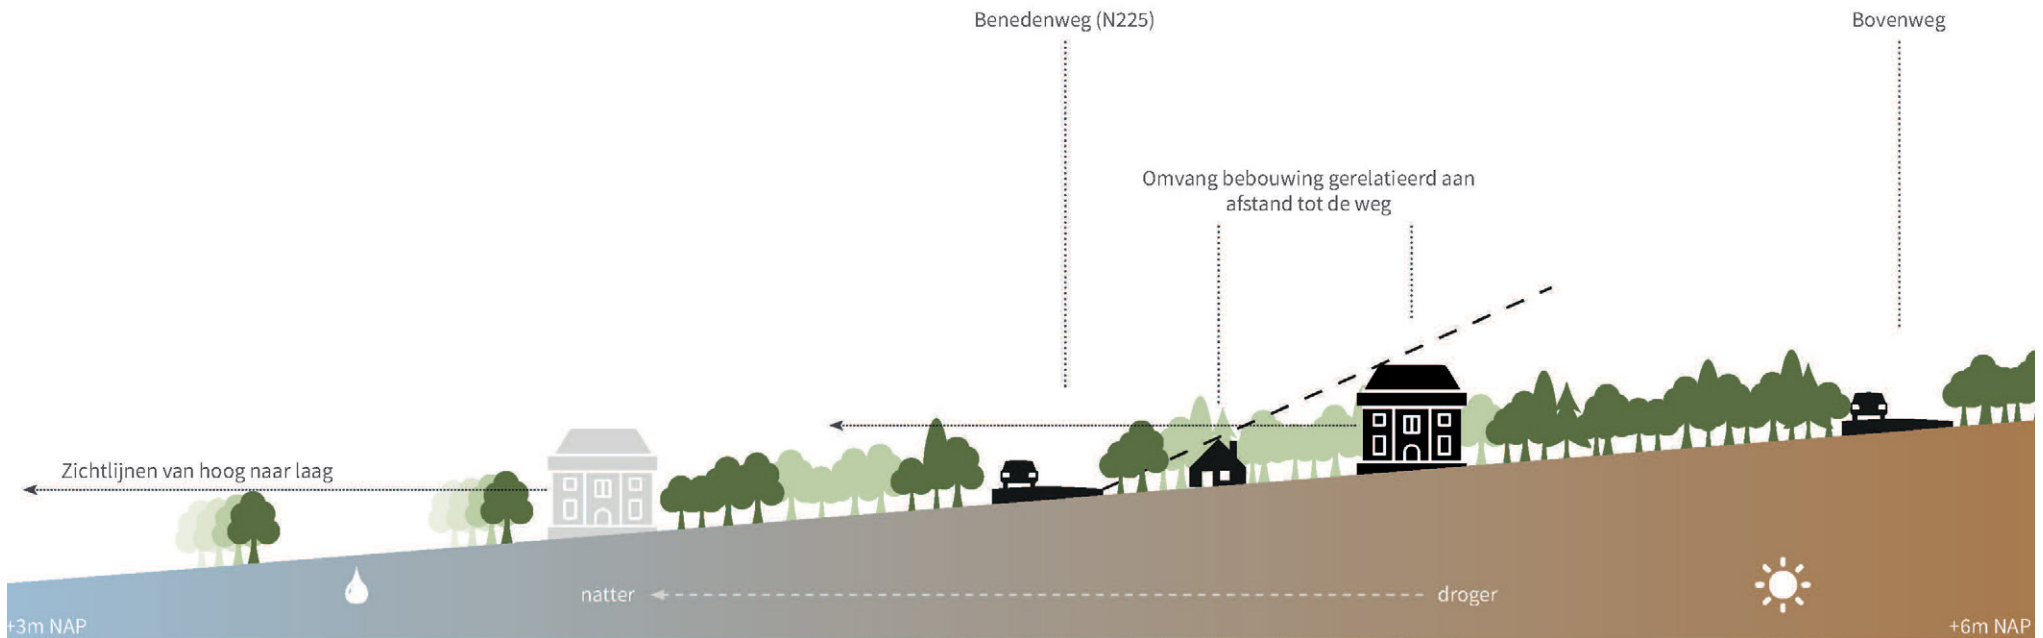 Benedenweg (N225)
Bovenweg
Omvang bebouwing gerelatieerd aan
afstand tot de weg
Zichtlijnen van hoog naar laag
natter
droger
+3m NAP
+6m NAP